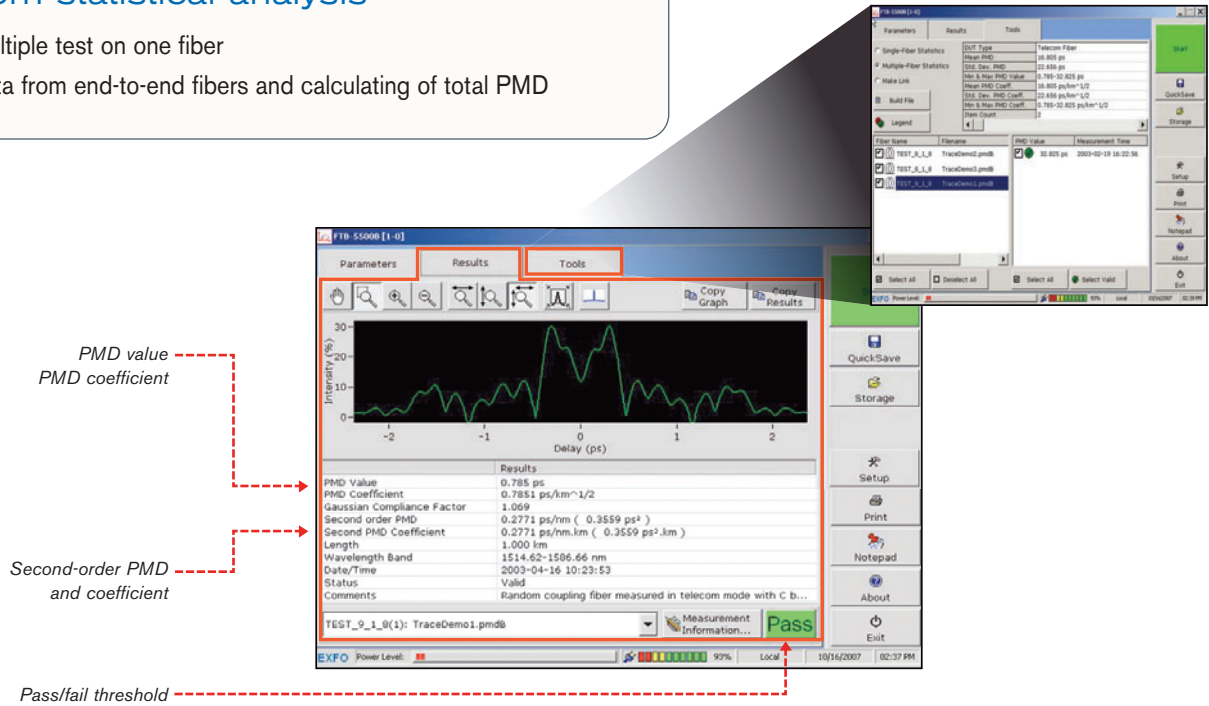 statistical analysis
ultiple test on one fiber
ta from end-to-end fibers and calculating of total PMD
FTB-5500B [1-0]
Parameters
Results
Tools
Single-Fiber Statistics
Multiple-Fiber Statistics
Make Link
Build File
Legend
DUT Type Telecom Fiber
Mean PMD 16.805 ps
Std. Dev. PMD 22.656 ps
Min & Max PMD Value 0.785-32.825 ps
Mean PMD Coeff. 16.805 ps/km^1/2
Std. Dev. PMD Coeff. 22.656 ps/km^1/2
Min & Max PMD Coeff. 0.785-32.825 ps/km^1/2
Item Count 2
Fiber Name Filename
TEST_8_1_8 TraceDemo2.pmdB
TEST_8_1_8 TraceDemo3.pmdB
TEST_9_1_8 TraceDemo1.pmdB
PMD Value Measurement Time
32.825 ps 2003-02-19 16:22:56
Select All
Deselect All
Select All
Select Valid
Start
QuickSave
Storage
Setup
Print
Notepad
About
Exit
EXFO Power Level: 93% Local 10/16/2007 02:39 PM
FTB-5500B [1-0]
Parameters
Results
Tools
Copy Graph
Copy Results
Intensity (%)
30
20
10
0
-2 -1 0 1 2
Delay (ps)
Results
PMD Value 0.785 ps
PMD Coefficient 0.7851 ps/km^1/2
Gaussian Compliance Factor 1.069
Second order PMD 0.2771 ps/nm ( 0.3559 ps² )
Second PMD Coefficient 0.2771 ps/nm.km ( 0.3559 ps².km )
Length 1.000 km
Wavelength Band 1514.62-1586.66 nm
Date/Time 2003-04-16 10:23:53
Status Valid
Comments Random coupling fiber measured in telecom mode with C b...
TEST_9_1_8(1): TraceDemo1.pmdB
Measurement Information...
Pass
QuickSave
Storage
Setup
Print
Notepad
About
Exit
EXFO Power Level: 93% Local 10/16/2007 02:37 PM
PMD value
PMD coefficient
Second-order PMD
and coefficient
Pass/fail threshold